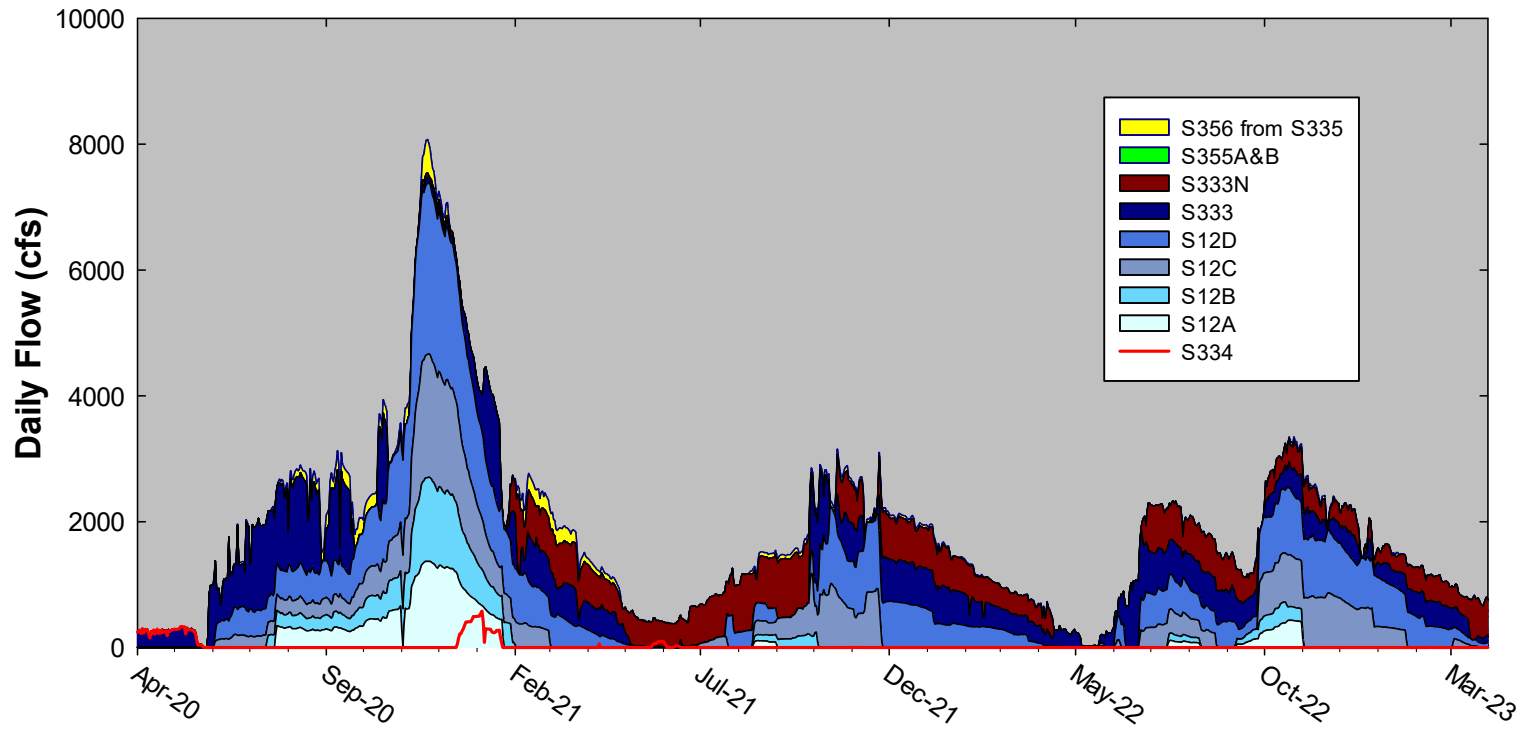 10000
8000
6000
4000
2000
0
Daily Flow (cfs)
S356 from S335
S355A&B
S333N
S333
S12D
S12C
S12B
S12A
S334
Apr-20
Sep-20
Feb-21
Jul-21
Dec-21
May-22
Oct-22
Mar-23